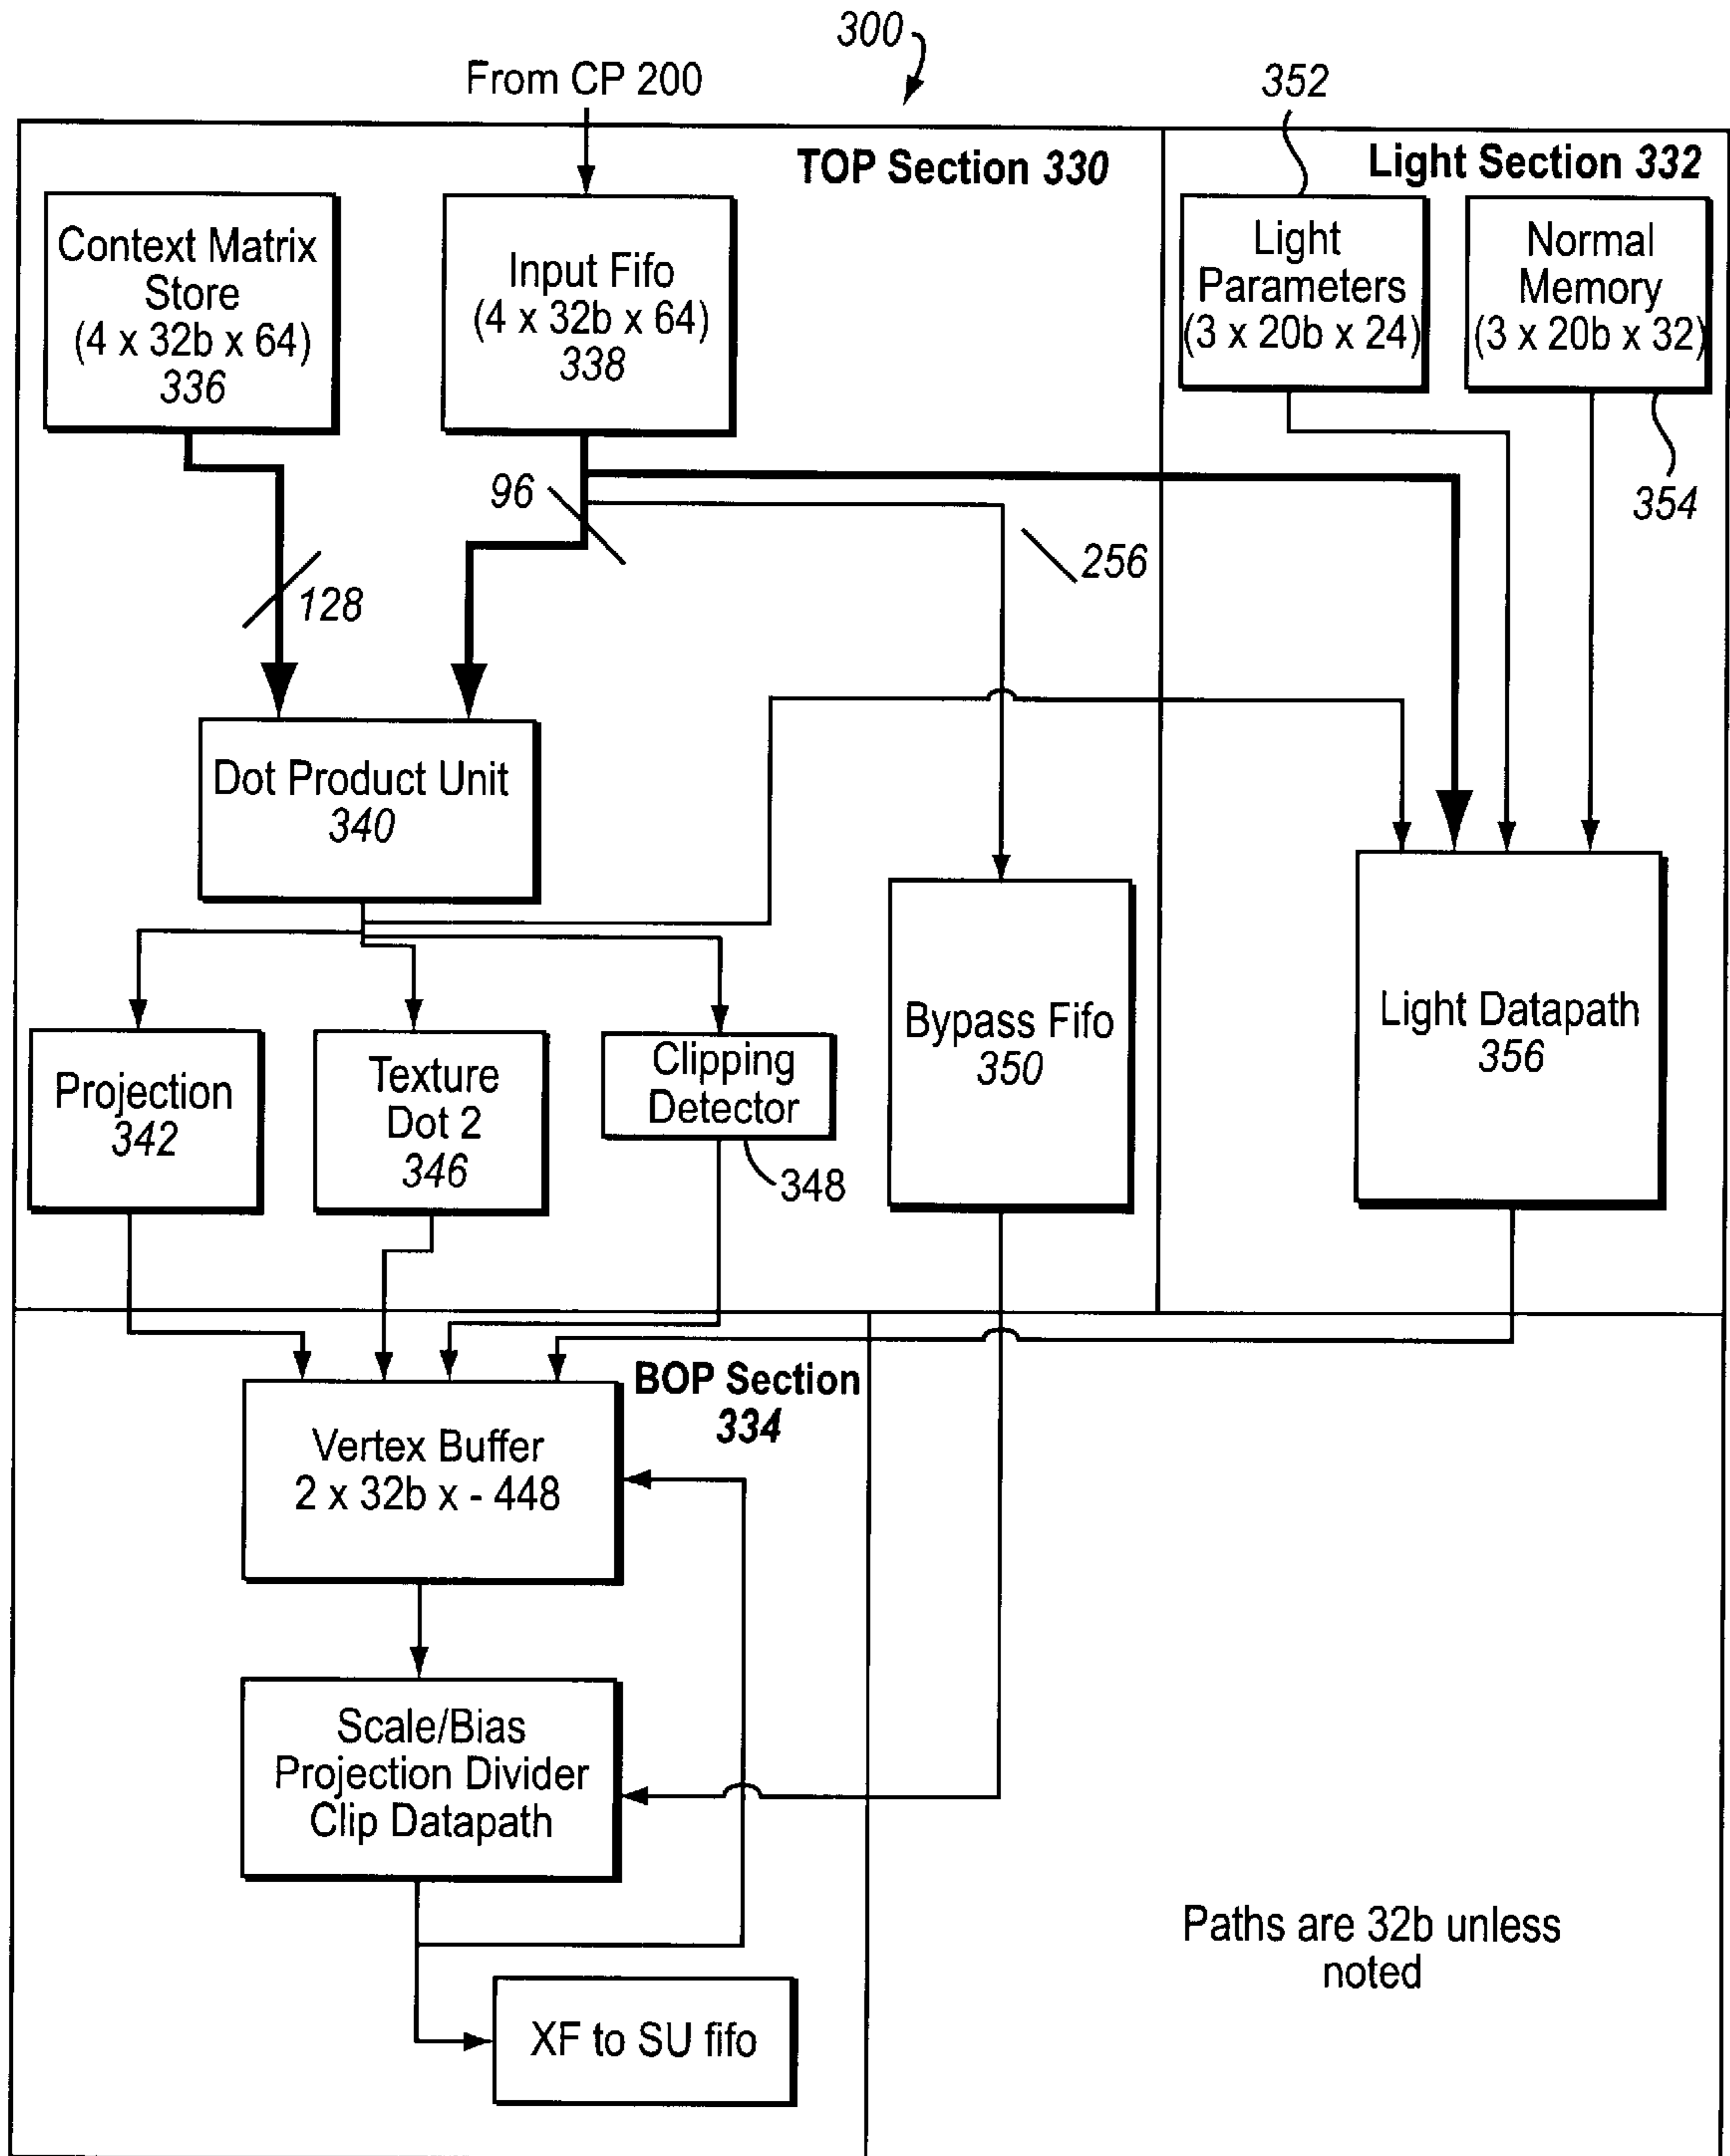 300
From CP 200
352
TOP Section 330
Light Section 332
Context Matrix
Store
(4 x 32b x 64)
336
Input Fifo
(4 x 32b x 64)
338
Light
Parameters
(3 x 20b x 24)
Normal
Memory
(3 x 20b x 32)
354
96
256
128
Dot Product Unit
340
Projection
342
Texture
Dot 2
346
Clipping
Detector
348
Bypass Fifo
350
Light Datapath
356
BOP Section
334
Vertex Buffer
2 x 32b x - 448
Scale/Bias
Projection Divider
Clip Datapath
XF to SU fifo
Paths are 32b unless
noted